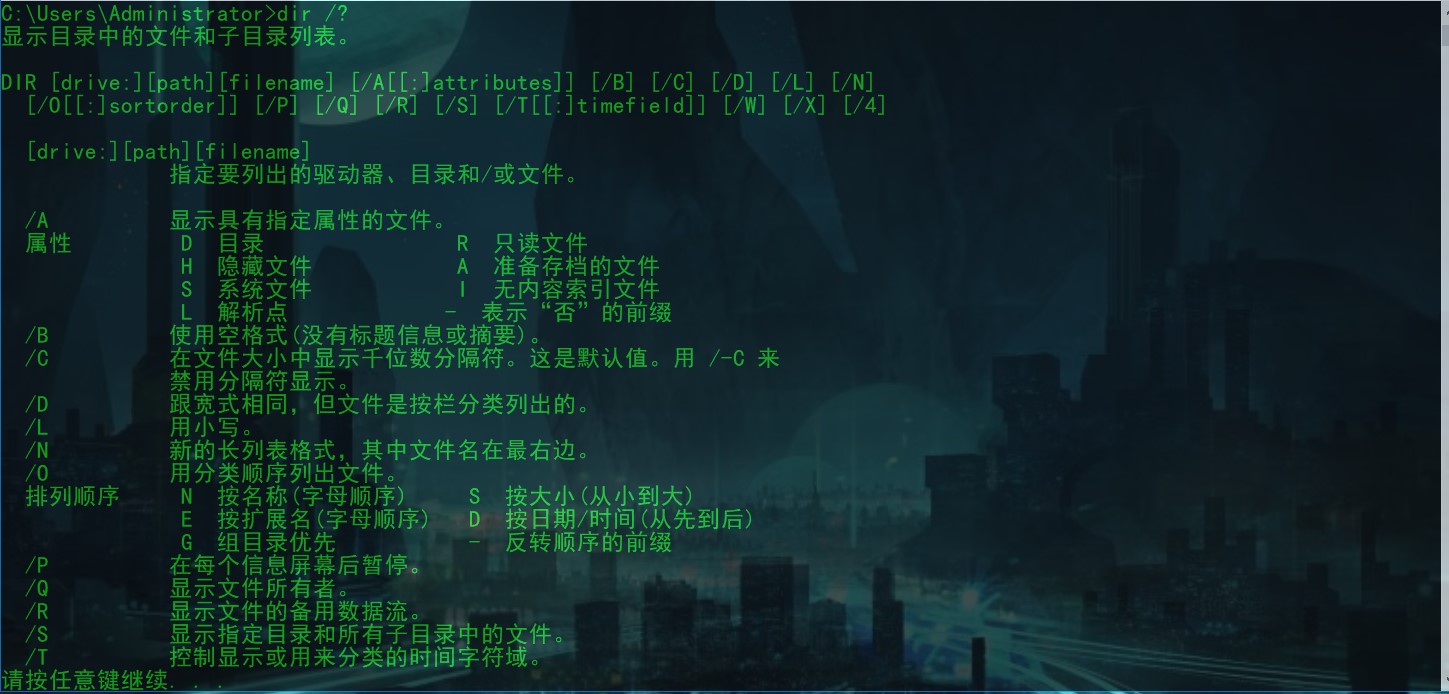 C:\Users\Administrator>dir /?
显示目录中的文件和子目录列表。
DIR [drive:][path][filename] [/A[[:]attributes]] [/B] [/C] [/D] [/L] [/N]
  [/O[[:]sortorder]] [/P] [/Q] [/R] [/S] [/T[[:]timefield]] [/W] [/X] [/4]
  [drive:][path][filename]
              指定要列出的驱动器、目录和/或文件。
  /A          显示具有指定属性的文件。
  属性         D  目录                R  只读文件
               H  隐藏文件            A  准备存档的文件
               S  系统文件            I  无内容索引文件
               L  解析点             -  表示“否”的前缀
  /B          使用空格式(没有标题信息或摘要)。
  /C          在文件大小中显示千位数分隔符。这是默认值。用 /-C 来
              禁用分隔符显示。
  /D          跟宽式相同，但文件是按栏分类列出的。
  /L          用小写。
  /N          新的长列表格式，其中文件名在最右边。
  /O          用分类顺序列出文件。
  排列顺序     N  按名称(字母顺序)     S  按大小(从小到大)
               E  按扩展名(字母顺序)   D  按日期/时间(从先到后)
               G  组目录优先           -  反转顺序的前缀
  /P          在每个信息屏幕后暂停。
  /Q          显示文件所有者。
  /R          显示文件的备用数据流。
  /S          显示指定目录和所有子目录中的文件。
  /T          控制显示或用来分类的时间字符域。
请按任意键继续. . .